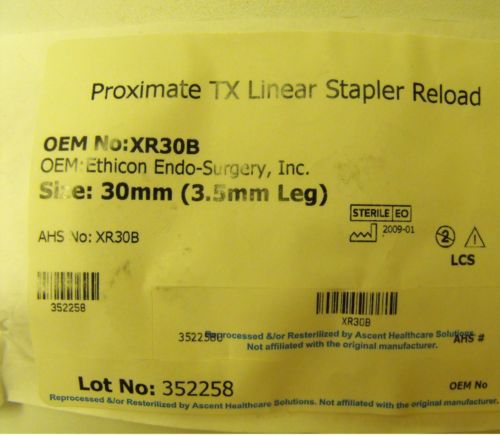 Proximate TX Linear Stapler Reload
OEM No:XR30B
OEM:Ethicon Endo-Surgery, Inc.
Size: 30mm (3.5mm Leg)
STERILE EO
AHS No: XR30B
2009-01
2
LCS
352258
XR30B
352258
Reprocessed &/or Resterilized by Ascent Healthcare Solutions.
AHS #
Not affiliated with the original manufacturer.
Lot No: 352258
OEM No
Reprocessed &/or Resterilized by Ascent Healthcare Solutions. Not affiliated with the original manufacturer.